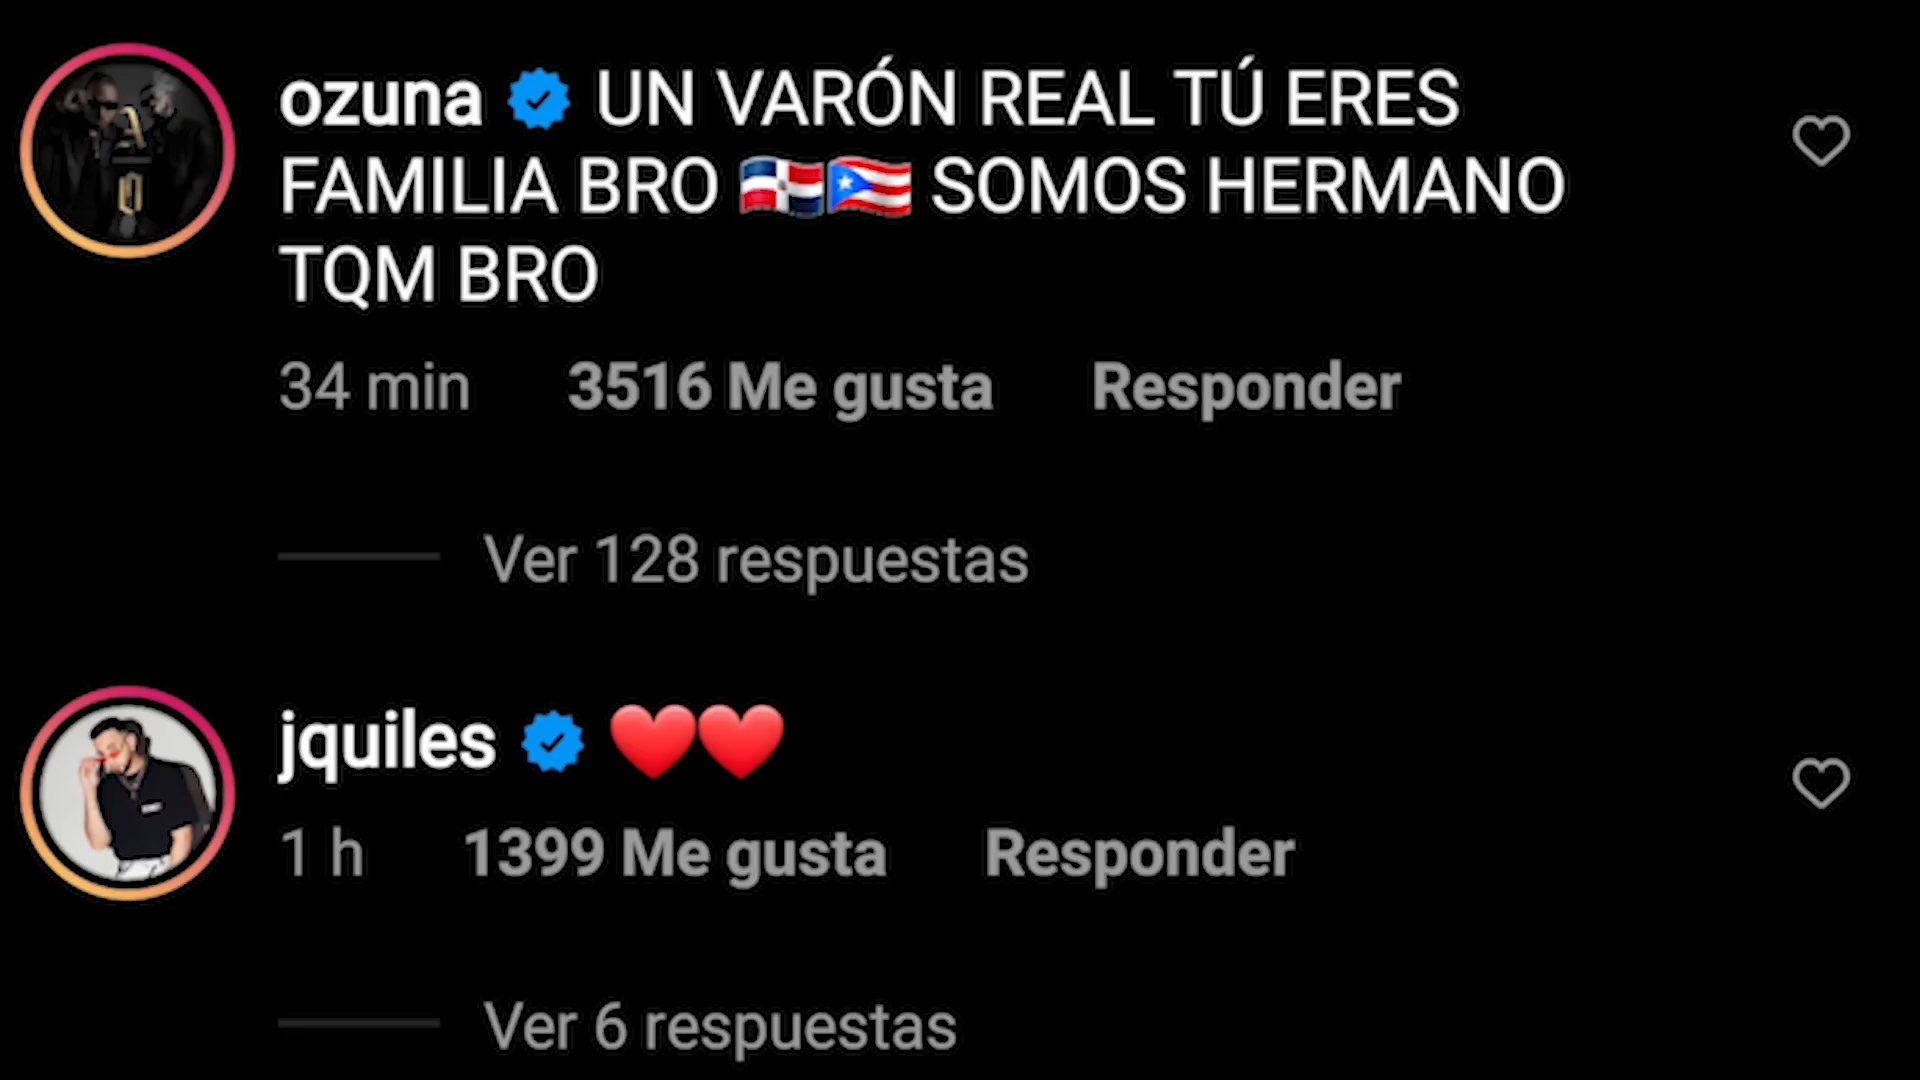 ozuna UN VARÓN REAL TÚ ERES
FAMILIA BRO 🇩🇴🇵🇷 SOMOS HERMANO
TQM BRO
34 min 3516 Me gusta Responder
Ver 128 respuestas
jquiles ❤️❤️
1 h 1399 Me gusta Responder
Ver 6 respuestas